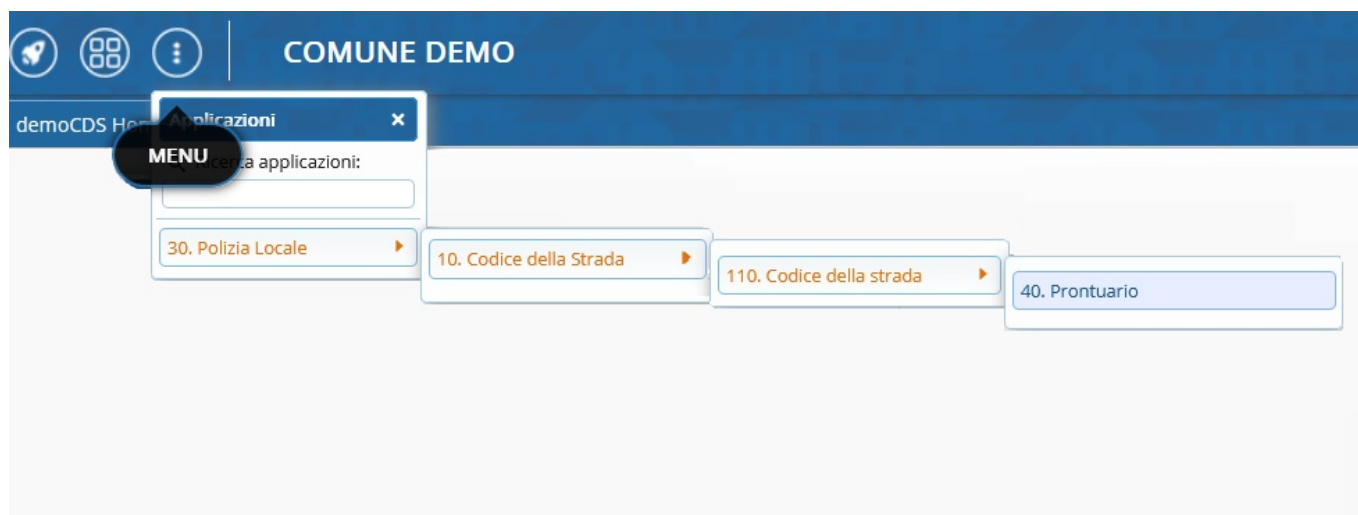 COMUNE DEMO
demoCDS
Applicazioni
MENU
applicazioni:
30. Polizia Locale
10. Codice della Strada
110. Codice della strada
40. Prontuario